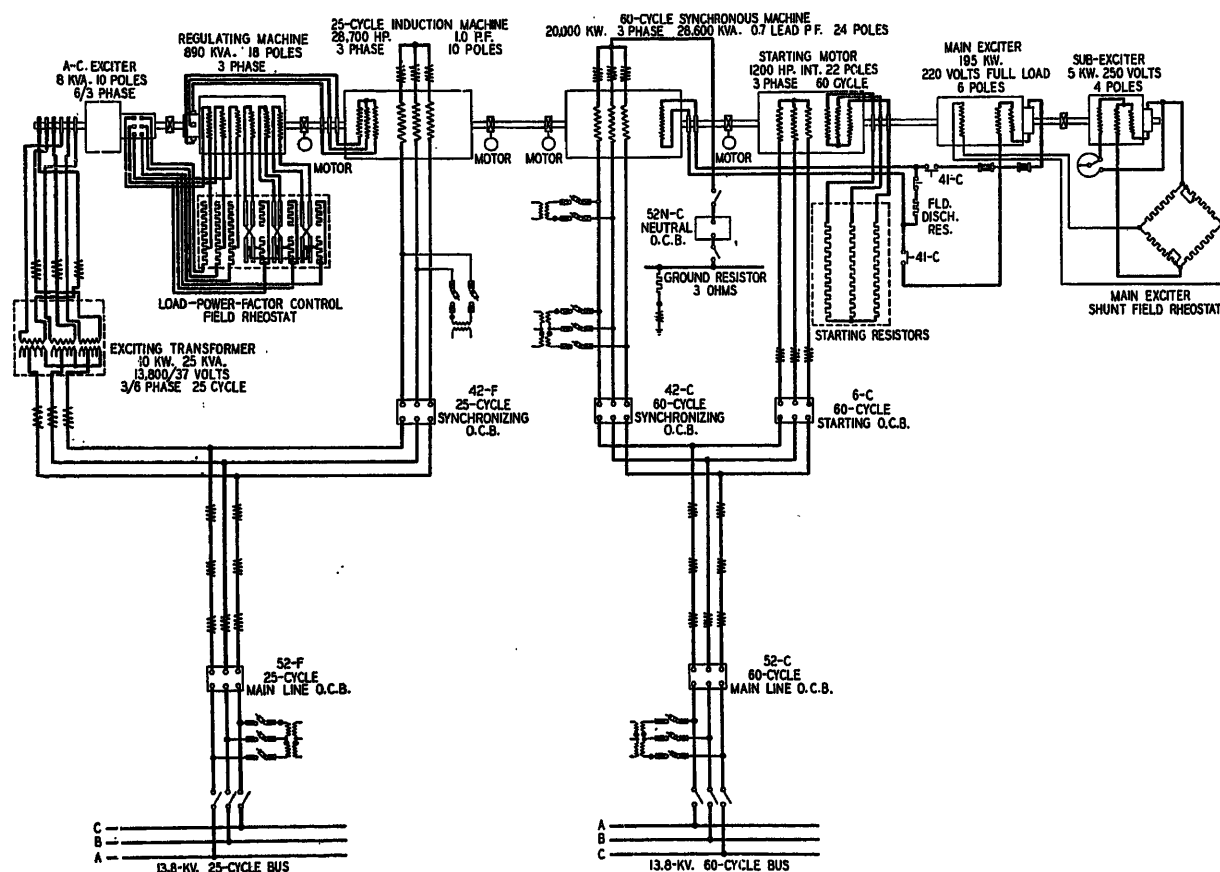 A-C. EXCITER
8 KVA. 10 POLES
6/3 PHASE
REGULATING MACHINE
890 KVA. 18 POLES
3 PHASE
25-CYCLE INDUCTION MACHINE
28,700 HP. 1.0 P.F.
3 PHASE 10 POLES
60-CYCLE SYNCHRONOUS MACHINE
20,000 KW. 3 PHASE 28,600 KVA. 0.7 LEAD P.F. 24 POLES
STARTING MOTOR
1200 HP. INT. 22 POLES
3 PHASE 60 CYCLE
MAIN EXCITER
195 KW.
220 VOLTS FULL LOAD
6 POLES
SUB-EXCITER
5 KW. 250 VOLTS
4 POLES
MOTOR
MOTOR
MOTOR
MOTOR
41-C
FLD.
DISCH.
RES.
41-C
52N-C
NEUTRAL
O.C.B.
GROUND RESISTOR
3 OHMS
LOAD-POWER-FACTOR CONTROL
FIELD RHEOSTAT
MAIN EXCITER
SHUNT FIELD RHEOSTAT
STARTING RESISTORS
EXCITING TRANSFORMER
10 KW. 25 KVA.
13,800/37 VOLTS
3/6 PHASE 25 CYCLE
42-F
25-CYCLE
SYNCHRONIZING
O.C.B.
42-C
60-CYCLE
SYNCHRONIZING
O.C.B.
6-C
60-CYCLE
STARTING O.C.B.
52-F
25-CYCLE
MAIN LINE O.C.B.
52-C
60-CYCLE
MAIN LINE O.C.B.
C
B
A
13.8-KV. 25-CYCLE BUS
A
B
C
13.8-KV. 60-CYCLE BUS